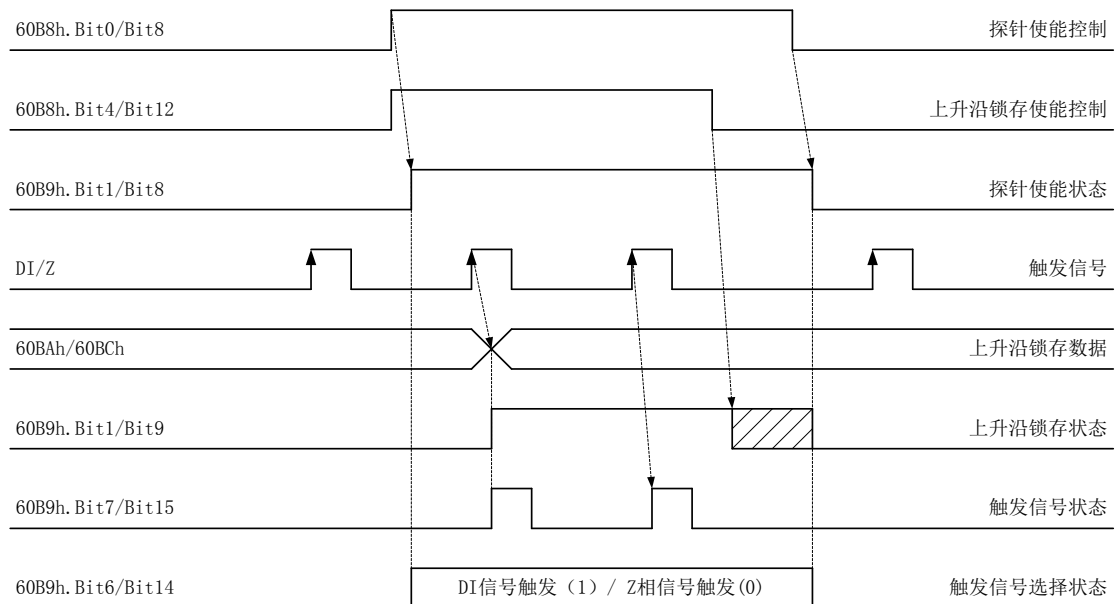 60B8h.Bit0/Bit8 探针使能控制
60B8h.Bit4/Bit12 上升沿锁存使能控制
60B9h.Bit1/Bit8 探针使能状态
DI/Z 触发信号
60BAh/60BCh 上升沿锁存数据
60B9h.Bit1/Bit9 上升沿锁存状态
60B9h.Bit7/Bit15 触发信号状态
60B9h.Bit6/Bit14 DI信号触发（1）/ Z相信号触发(0) 触发信号选择状态